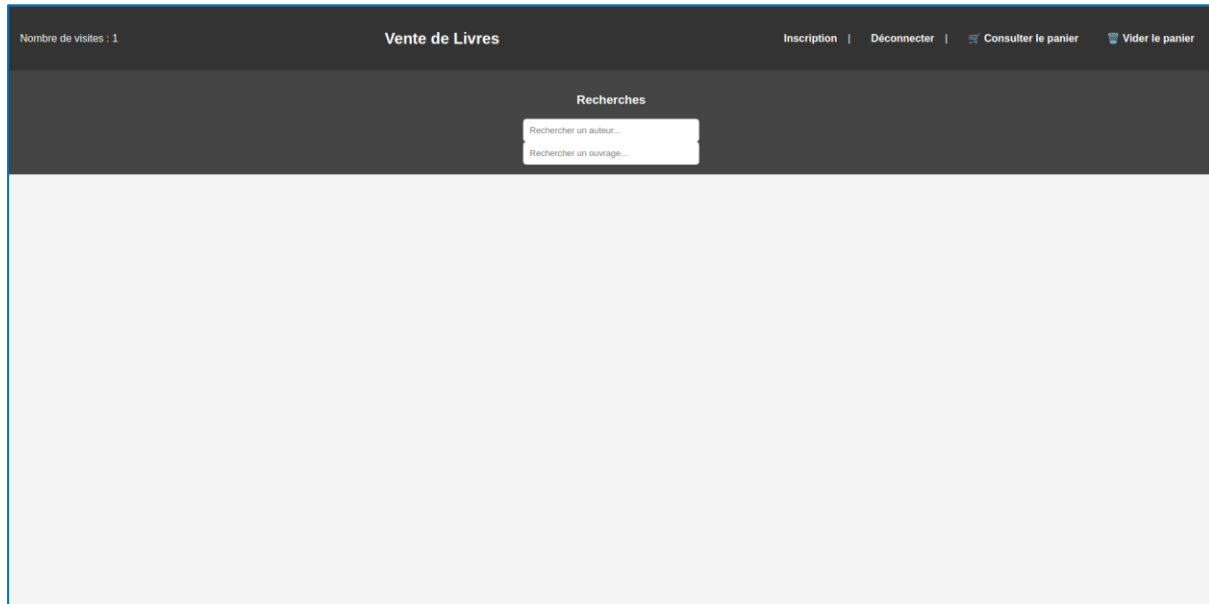 Nombre de visites : 1
Vente de Livres
Inscription | Déconnecter | 🛒 Consulter le panier 🗑️ Vider le panier
Recherches
Rechercher un auteur...
Rechercher un ouvrage...